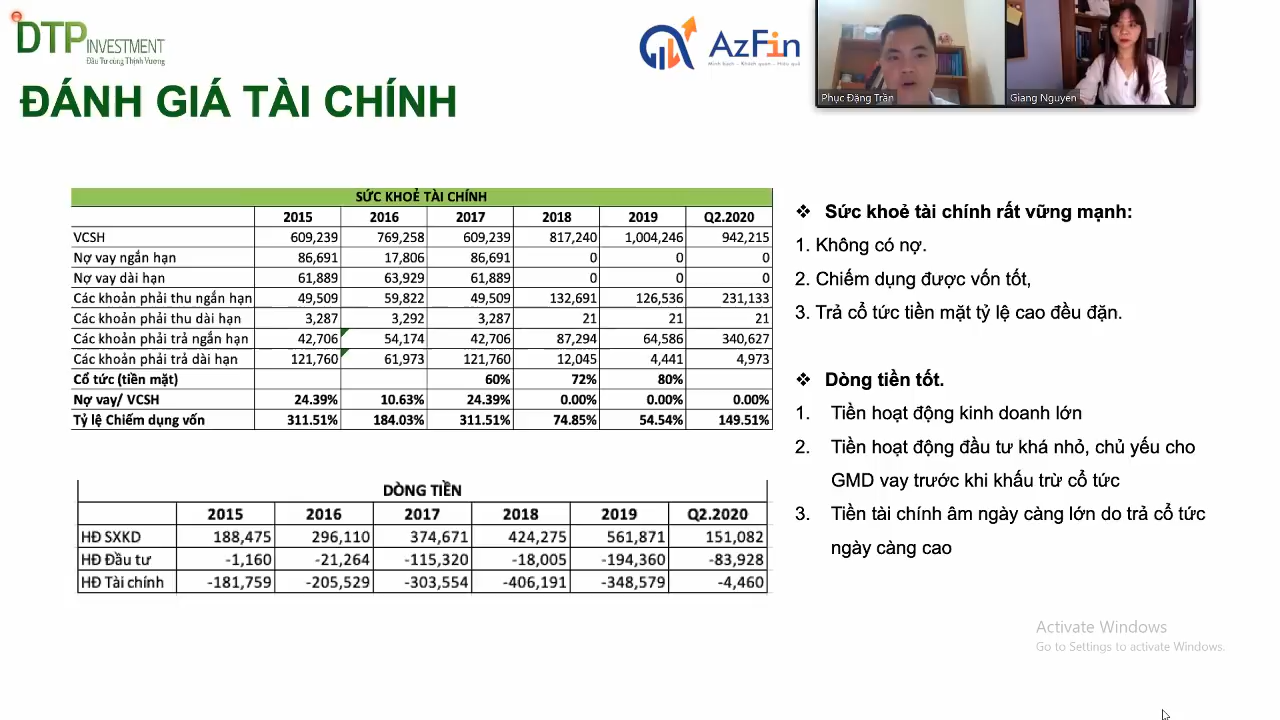 DTP INVESTMENT
Đầu Tư cùng Thịnh Vượng
AzFin
Minh bạch - Khách quan - Hiệu quả
Phục Đặng Trần
Giang Nguyen
ĐÁNH GIÁ TÀI CHÍNH
SỨC KHOẺ TÀI CHÍNH
2015 2016 2017 2018 2019 Q2.2020
VCSH 609,239 769,258 609,239 817,240 1,004,246 942,215
Nợ vay ngắn hạn 86,691 17,806 86,691 0 0 0
Nợ vay dài hạn 61,889 63,929 61,889 0 0 0
Các khoản phải thu ngắn hạn 49,509 59,822 49,509 132,691 126,536 231,133
Các khoản phải thu dài hạn 3,287 3,292 3,287 21 21 21
Các khoản phải trả ngắn hạn 42,706 54,174 42,706 87,294 64,586 340,627
Các khoản phải trả dài hạn 121,760 61,973 121,760 12,045 4,441 4,973
Cổ tức (tiền mặt) 60% 72% 80%
Nợ vay/ VCSH 24.39% 10.63% 24.39% 0.00% 0.00% 0.00%
Tỷ lệ Chiếm dụng vốn 311.51% 184.03% 311.51% 74.85% 54.54% 149.51%
DÒNG TIỀN
2015 2016 2017 2018 2019 Q2.2020
HĐ SXKD 188,475 296,110 374,671 424,275 561,871 151,082
HĐ Đầu tư -1,160 -21,264 -115,320 -18,005 -194,360 -83,928
HĐ Tài chính -181,759 -205,529 -303,554 -406,191 -348,579 -4,460
❖ Sức khoẻ tài chính rất vững mạnh:
1. Không có nợ.
2. Chiếm dụng được vốn tốt,
3. Trả cổ tức tiền mặt tỷ lệ cao đều đặn.
❖ Dòng tiền tốt.
1. Tiền hoạt động kinh doanh lớn
2. Tiền hoạt động đầu tư khá nhỏ, chủ yếu cho
GMD vay trước khi khấu trừ cổ tức
3. Tiền tài chính âm ngày càng lớn do trả cổ tức
ngày càng cao
Activate Windows
Go to Settings to activate Windows.